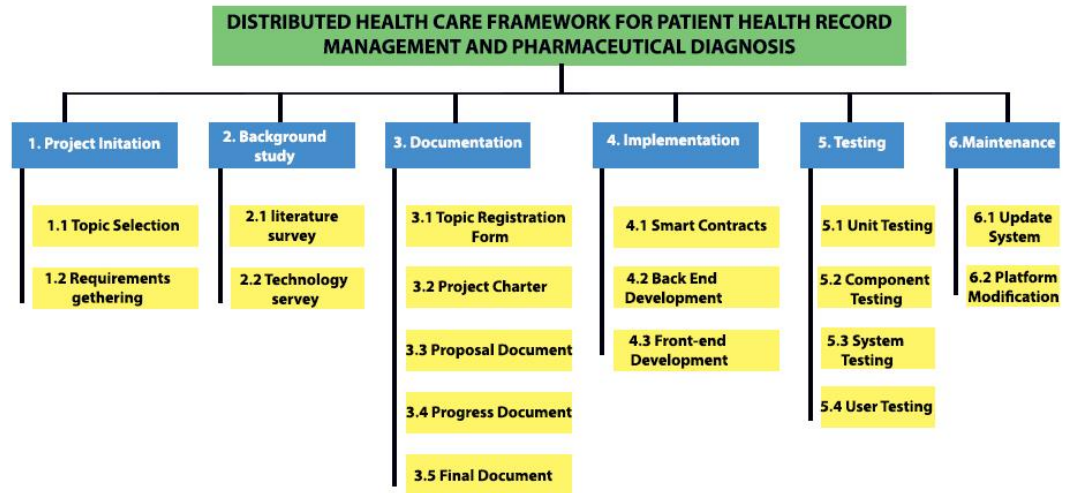 DISTRIBUTED HEALTH CARE FRAMEWORK FOR PATIENT HEALTH RECORD
MANAGEMENT AND PHARMACEUTICAL DIAGNOSIS
1. Project Initation
1.1 Topic Selection
1.2 Requirements
gethering
2. Background
study
2.1 literature
survey
2.2 Technology
servey
3. Documentation
3.1 Topic Registration
Form
3.2 Project Charter
3.3 Proposal Document
3.4 Progress Document
3.5 Final Document
4. Implementation
4.1 Smart Contracts
4.2 Back End
Development
4.3 Front-end
Development
5. Testing
5.1 Unit Testing
5.2 Component
Testing
5.3 System
Testing
5.4 User Testing
6.Maintenance
6.1 Update
System
6.2 Platform
Modification